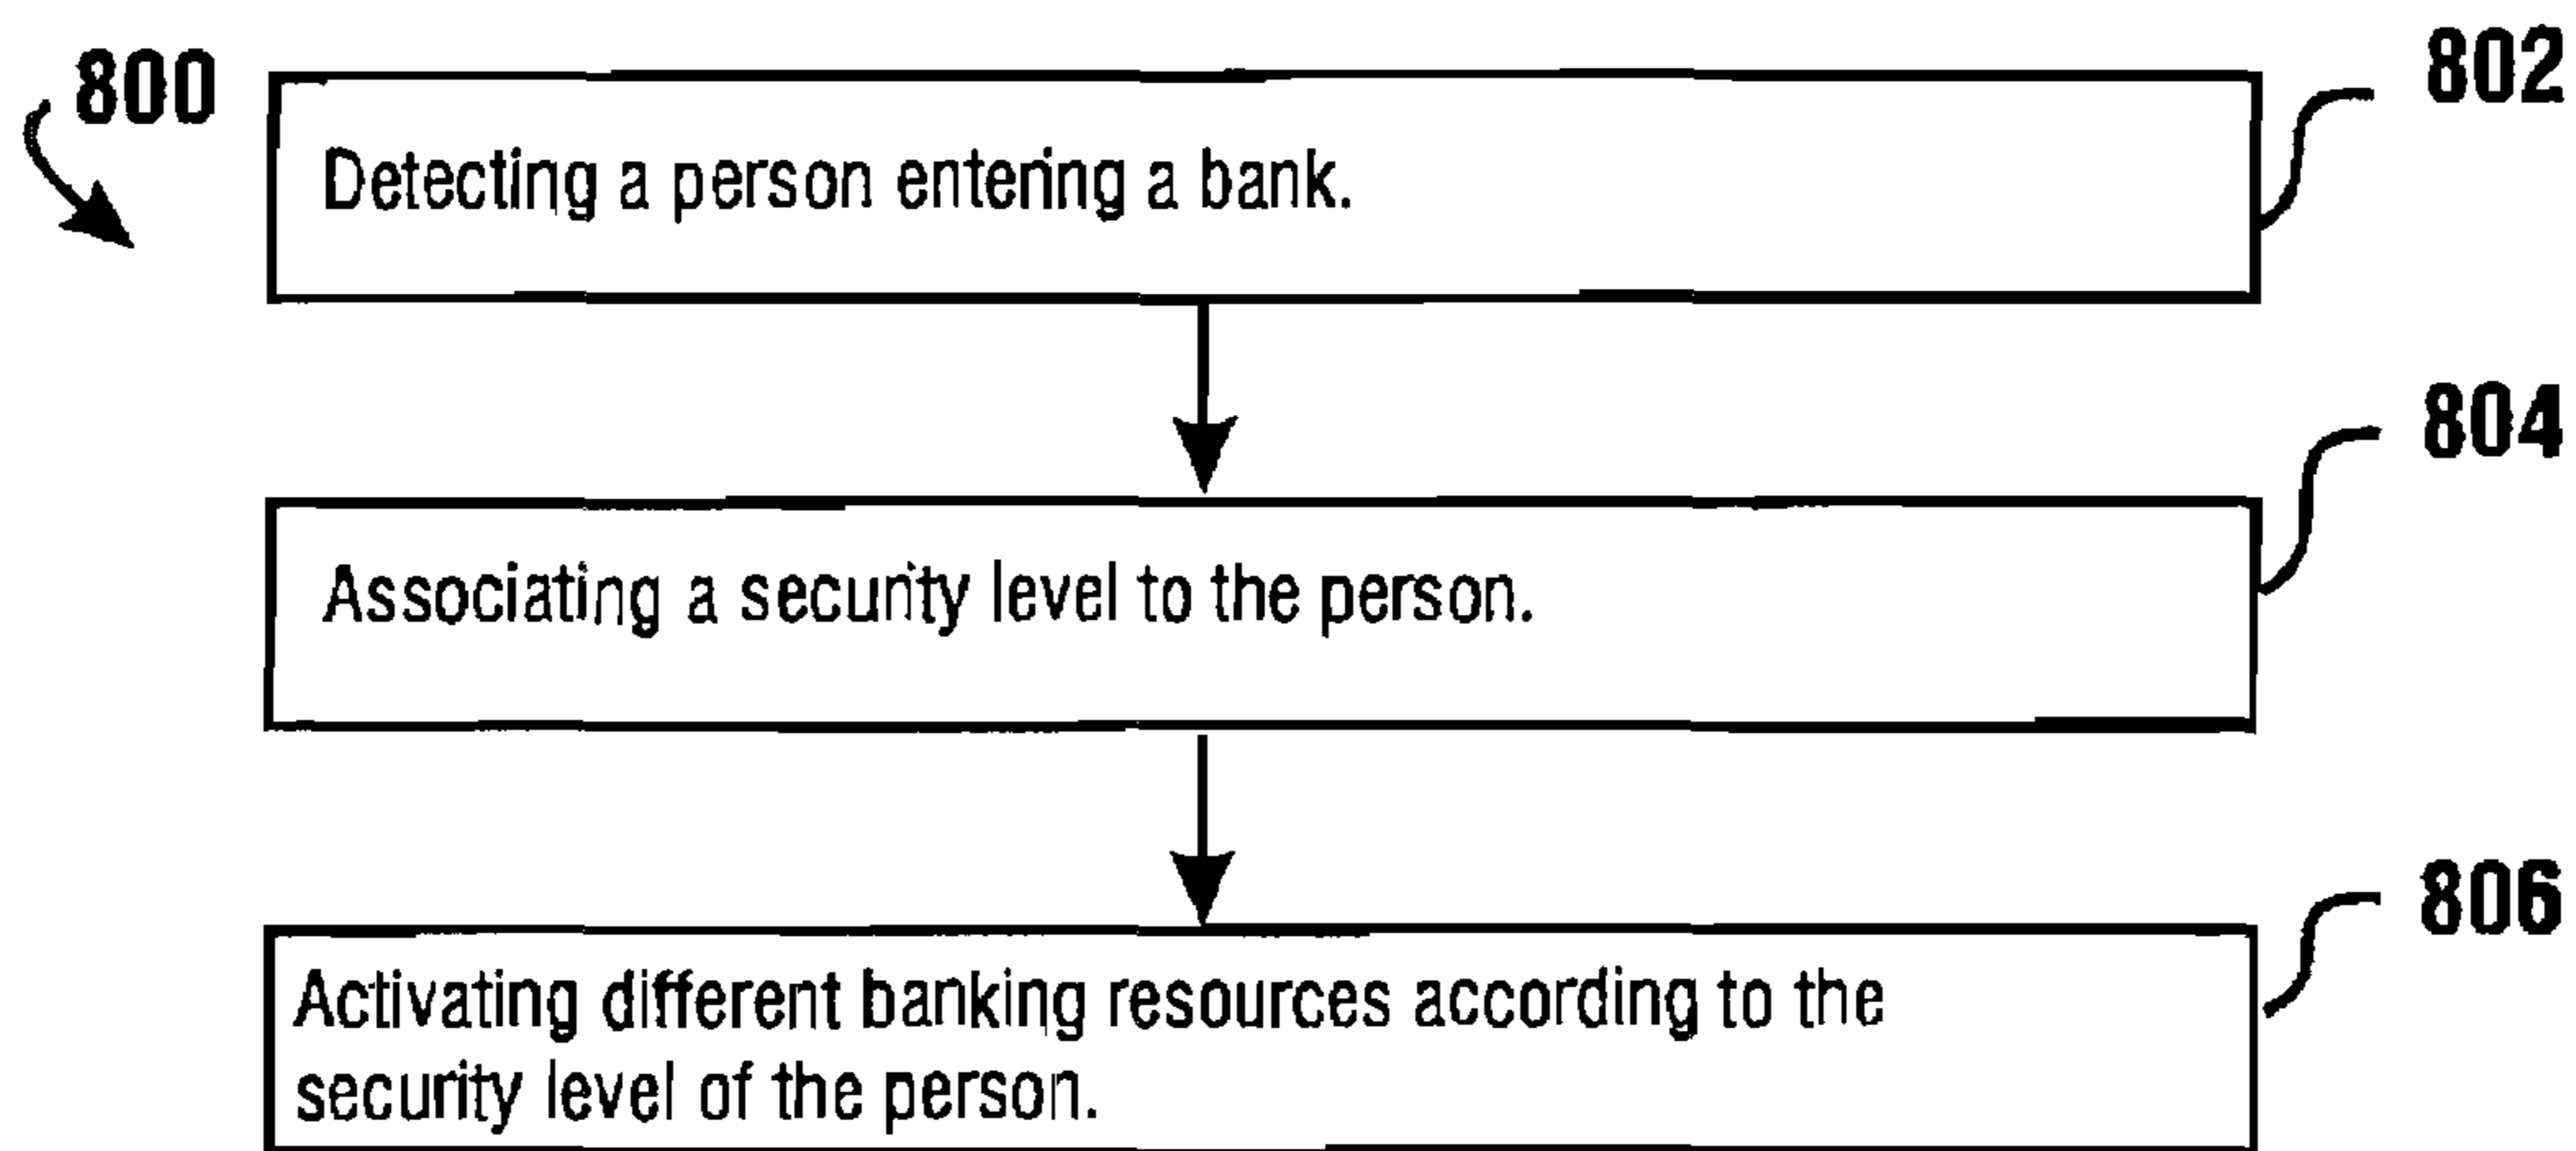 800
802
Detecting a person entering a bank.
804
Associating a security level to the person.
806
Activating different banking resources according to the
security level of the person.